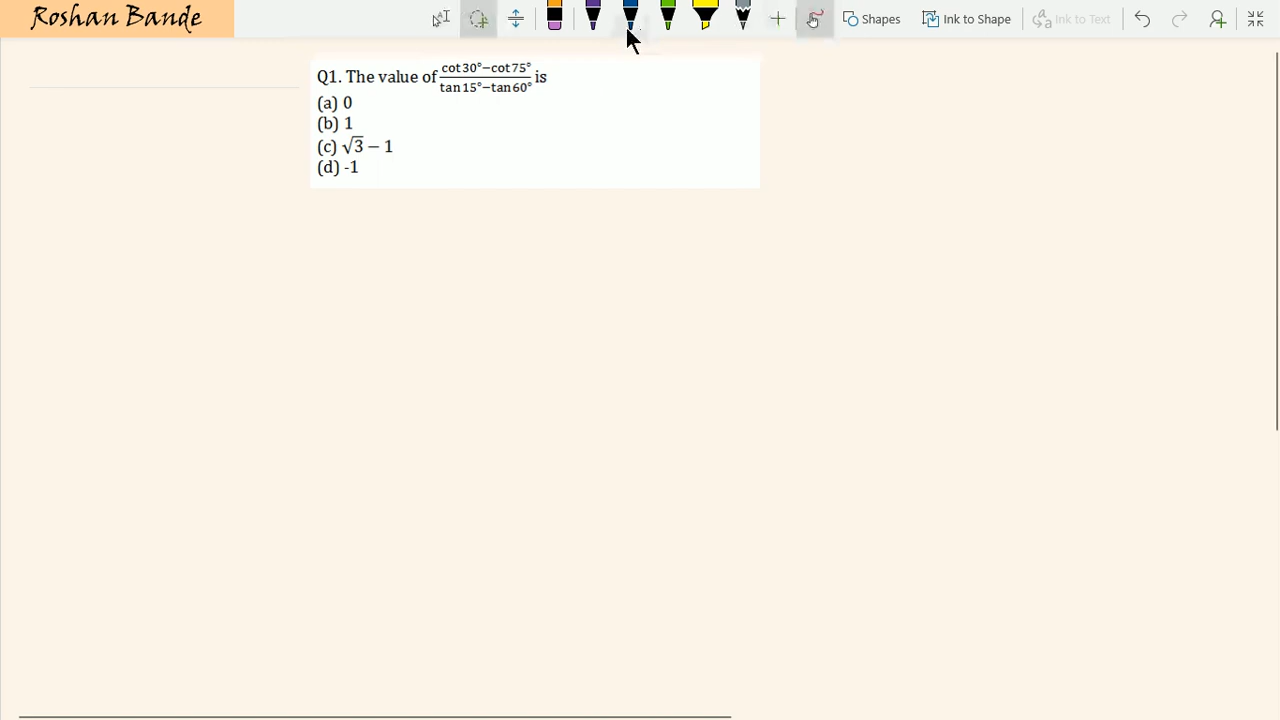 Roshan Bande
Shapes
Ink to Shape
Ink to Text
Q1. The value of (cot 30° − cot 75°)/(tan 15° − tan 60°) is
(a) 0
(b) 1
(c) √3 − 1
(d) -1